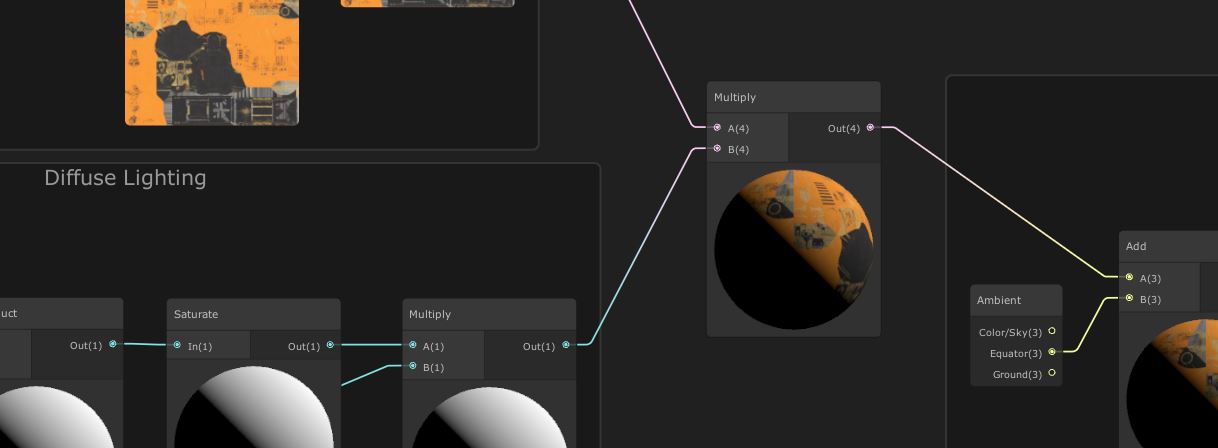 Diffuse Lighting
Multiply
A(4)
Out(4)
B(4)
Add
A(3)
B(3)
Ambient
Color/Sky(3)
Equator(3)
Ground(3)
uct
Out(1)
Saturate
In(1)
Out(1)
Multiply
A(1)
Out(1)
B(1)